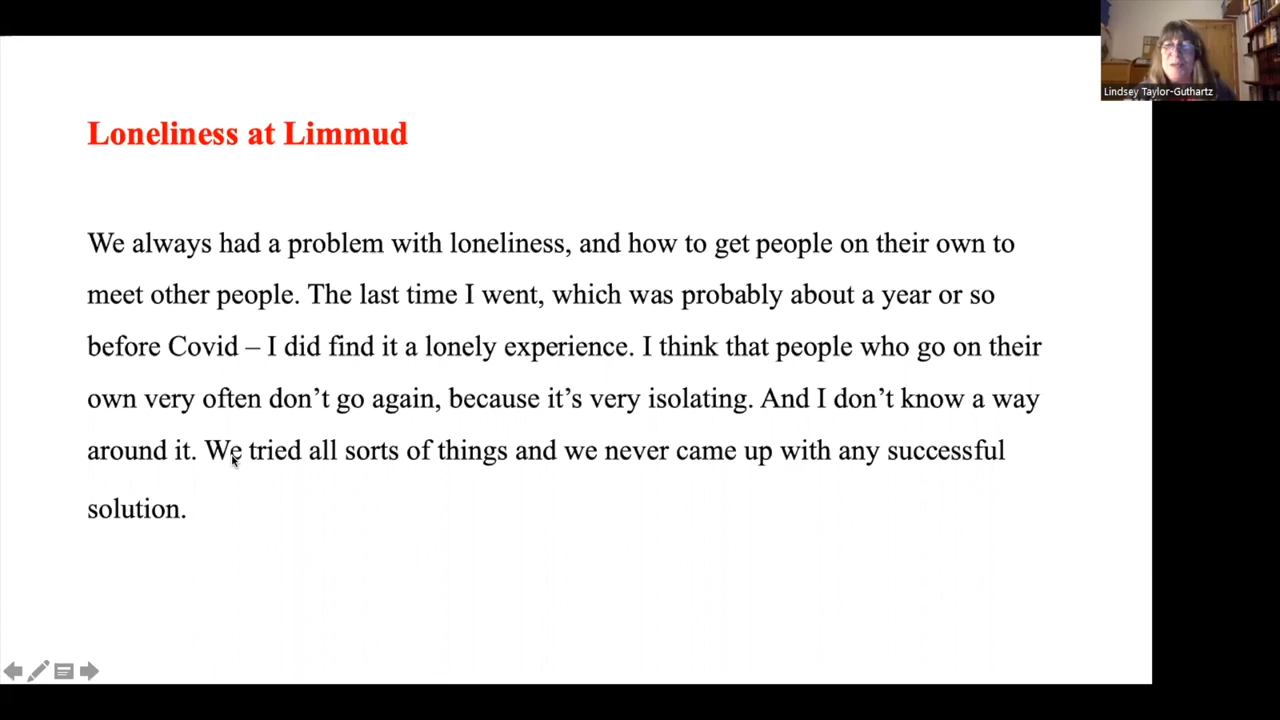 Lindsey Taylor-Guthartz
Loneliness at Limmud
We always had a problem with loneliness, and how to get people on their own to
meet other people. The last time I went, which was probably about a year or so
before Covid – I did find it a lonely experience. I think that people who go on their
own very often don’t go again, because it’s very isolating. And I don’t know a way
around it. We tried all sorts of things and we never came up with any successful
solution.